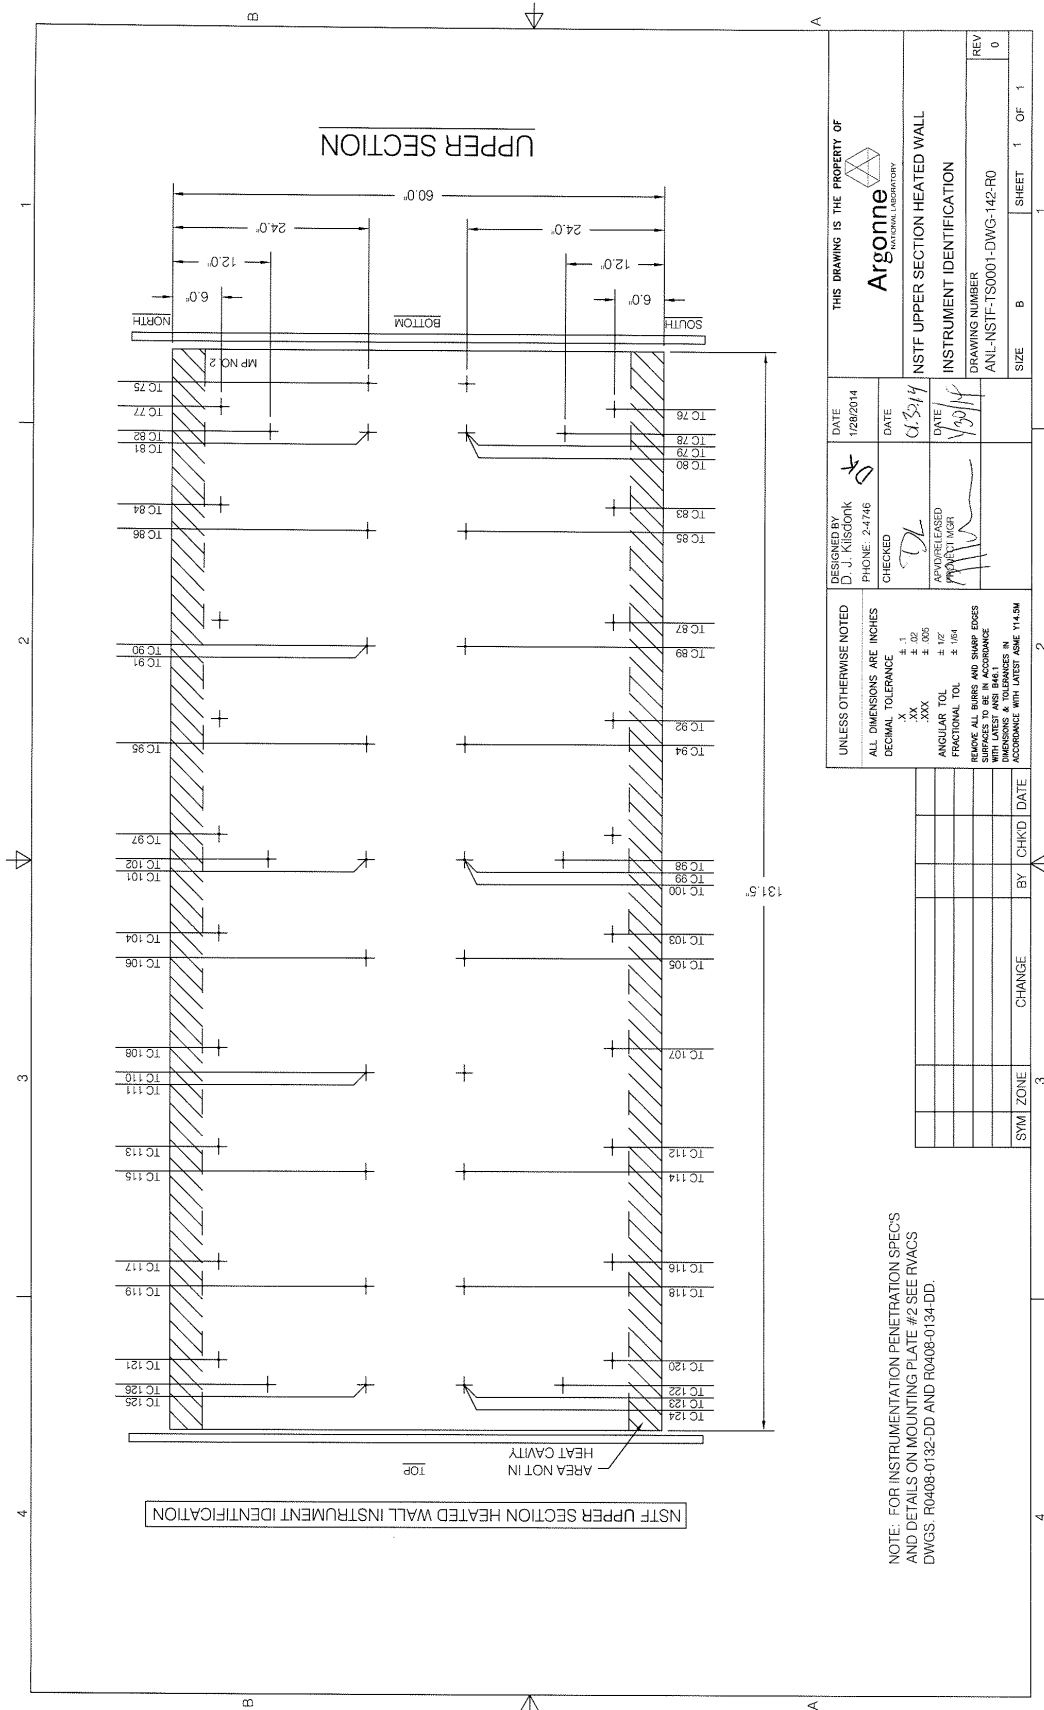 UPPER SECTION
60.0"
24.0"
24.0"
12.0"
12.0"
6.0"
6.0"
NORTH
BOTTOM
SOUTH
MP NO. 2
TC 75
TC 77
TC 82
TC 81
TC 84
TC 86
TC 90
TC 91
TC 95
TC 97
TC 102
TC 101
TC 104
TC 106
TC 108
TC 110
TC 111
TC 113
TC 115
TC 117
TC 119
TC 121
TC 126
TC 125
TC 76
TC 78
TC 79
TC 80
TC 83
TC 85
TC 87
TC 89
TC 92
TC 94
TC 98
TC 99
TC 100
TC 103
TC 105
TC 107
TC 112
TC 114
TC 116
TC 118
TC 120
TC 122
TC 123
TC 124
131.5"
TOP
AREA NOT IN
HEAT CAVITY
NSTF UPPER SECTION HEATED WALL INSTRUMENT IDENTIFICATION
NOTE: FOR INSTRUMENTATION PENETRATION SPEC'S
AND DETAILS ON MOUNTING PLATE #2 SEE RVACS
DWGS. R0408-0132-DD AND R0408-0134-DD.
SYM ZONE CHANGE BY CHK'D DATE
UNLESS OTHERWISE NOTED
ALL DIMENSIONS ARE INCHES
DECIMAL TOLERANCE
.X ± .1
.XX ± .02
.XXX ± .005
ANGULAR TOL ± 1/2°
FRACTIONAL TOL ± 1/64
REMOVE ALL BURRS AND SHARP EDGES
SURFACES TO BE IN ACCORDANCE
WITH LATEST ANSI B46.1
DIMENSIONS & TOLERANCES IN
ACCORDANCE WITH LATEST ASME Y14.5M
DESIGNED BY
D. J. Kilsdonk
PHONE: 2-4746
DK
DATE
1/28/2014
CHECKED
DL
DATE
APVD/RELEASED
PROJECT MGR
DATE
1/30/14
THIS DRAWING IS THE PROPERTY OF
Argonne
NATIONAL LABORATORY
NSTF UPPER SECTION HEATED WALL
INSTRUMENT IDENTIFICATION
DRAWING NUMBER
ANL-NSTF-TS0001-DWG-142-R0
REV
0
SIZE B SHEET 1 OF 1
1
2
3
4
1
2
3
4
B
A
B
A